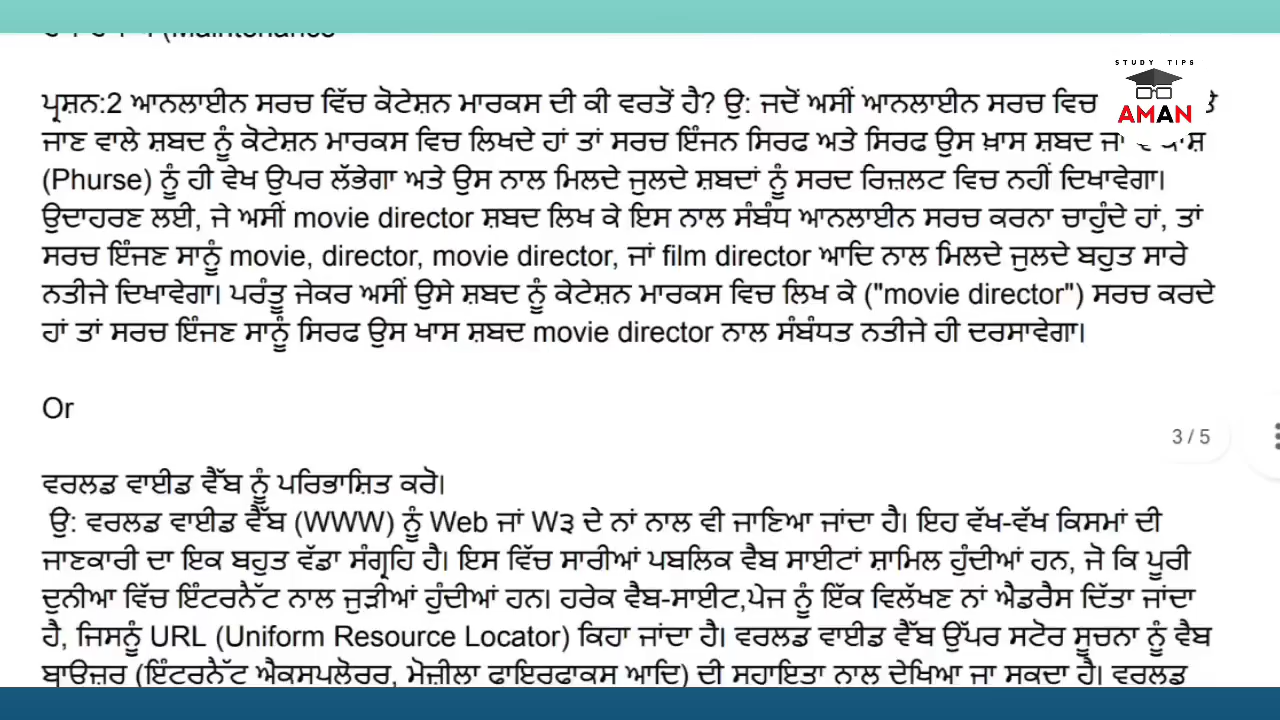 (Maintenance
STUDY TIPS
AMAN
ਪ੍ਰਸ਼ਨ:2 ਆਨਲਾਈਨ ਸਰਚ ਵਿੱਚ ਕੋਟੇਸ਼ਨ ਮਾਰਕਸ ਦੀ ਕੀ ਵਰਤੋਂ ਹੈ? ਉ: ਜਦੋਂ ਅਸੀਂ ਆਨਲਾਈਨ ਸਰਚ ਵਿਚ
ਜਾਣ ਵਾਲੇ ਸ਼ਬਦ ਨੂੰ ਕੋਟੇਸ਼ਨ ਮਾਰਕਸ ਵਿਚ ਲਿਖਦੇ ਹਾਂ ਤਾਂ ਸਰਚ ਇੰਜਨ ਸਿਰਫ ਅਤੇ ਸਿਰਫ ਉਸ ਖ਼ਾਸ ਸ਼ਬਦ ਜਾਂ
(Phurse) ਨੂੰ ਹੀ ਵੇਖ ਉਪਰ ਲੱਭੇਗਾ ਅਤੇ ਉਸ ਨਾਲ ਮਿਲਦੇ ਜੁਲਦੇ ਸ਼ਬਦਾਂ ਨੂੰ ਸਰਦ ਰਿਜ਼ਲਟ ਵਿਚ ਨਹੀਂ ਦਿਖਾਵੇਗਾ।
ਉਦਾਹਰਣ ਲਈ, ਜੇ ਅਸੀਂ movie director ਸ਼ਬਦ ਲਿਖ ਕੇ ਇਸ ਨਾਲ ਸੰਬੰਧ ਆਨਲਾਈਨ ਸਰਚ ਕਰਨਾ ਚਾਹੁੰਦੇ ਹਾਂ, ਤਾਂ
ਸਰਚ ਇੰਜਣ ਸਾਨੂੰ movie, director, movie director, ਜਾਂ film director ਆਦਿ ਨਾਲ ਮਿਲਦੇ ਜੁਲਦੇ ਬਹੁਤ ਸਾਰੇ
ਨਤੀਜੇ ਦਿਖਾਵੇਗਾ। ਪਰੰਤੂ ਜੇਕਰ ਅਸੀਂ ਉਸੇ ਸ਼ਬਦ ਨੂੰ ਕੇਟੇਸ਼ਨ ਮਾਰਕਸ ਵਿਚ ਲਿਖ ਕੇ ("movie director") ਸਰਚ ਕਰਦੇ
ਹਾਂ ਤਾਂ ਸਰਚ ਇੰਜਣ ਸਾਨੂੰ ਸਿਰਫ ਉਸ ਖਾਸ ਸ਼ਬਦ movie director ਨਾਲ ਸੰਬੰਧਤ ਨਤੀਜੇ ਹੀ ਦਰਸਾਵੇਗਾ।
Or
3 / 5
ਵਰਲਡ ਵਾਈਡ ਵੈੱਬ ਨੂੰ ਪਰਿਭਾਸ਼ਿਤ ਕਰੋ।
ਉ: ਵਰਲਡ ਵਾਈਡ ਵੈੱਬ (WWW) ਨੂੰ Web ਜਾਂ W੩ ਦੇ ਨਾਂ ਨਾਲ ਵੀ ਜਾਣਿਆ ਜਾਂਦਾ ਹੈ। ਇਹ ਵੱਖ-ਵੱਖ ਕਿਸਮਾਂ ਦੀ
ਜਾਣਕਾਰੀ ਦਾ ਇਕ ਬਹੁਤ ਵੱਡਾ ਸੰਗ੍ਰਹਿ ਹੈ। ਇਸ ਵਿੱਚ ਸਾਰੀਆਂ ਪਬਲਿਕ ਵੈਬ ਸਾਈਟਾਂ ਸ਼ਾਮਿਲ ਹੁੰਦੀਆਂ ਹਨ, ਜੋ ਕਿ ਪੂਰੀ
ਦੁਨੀਆ ਵਿੱਚ ਇੰਟਰਨੈੱਟ ਨਾਲ ਜੁੜੀਆਂ ਹੁੰਦੀਆਂ ਹਨ। ਹਰੇਕ ਵੈਬ-ਸਾਈਟ,ਪੇਜ ਨੂੰ ਇੱਕ ਵਿਲੱਖਣ ਨਾਂ ਐਡਰੈਸ ਦਿੱਤਾ ਜਾਂਦਾ
ਹੈ, ਜਿਸਨੂੰ URL (Uniform Resource Locator) ਕਿਹਾ ਜਾਂਦਾ ਹੈ। ਵਰਲਡ ਵਾਈਡ ਵੈੱਬ ਉੱਪਰ ਸਟੋਰ ਸੂਚਨਾ ਨੂੰ ਵੈਬ
ਬ੍ਰਾਊਜ਼ਰ (ਇੰਟਰਨੈੱਟ ਐਕਸਪਲੋਰਰ, ਮੋਜ਼ੀਲਾ ਫਾਇਰਫਾਕਸ ਆਦਿ) ਦੀ ਸਹਾਇਤਾ ਨਾਲ ਦੇਖਿਆ ਜਾ ਸਕਦਾ ਹੈ। ਵਰਲਡ